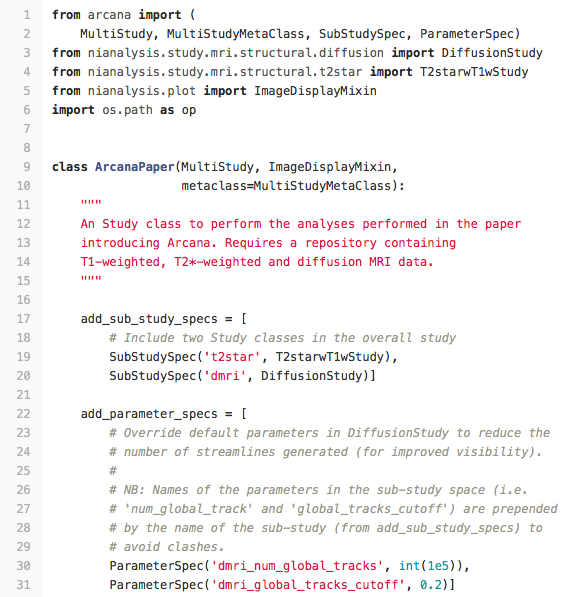 1 from arcana import (
2     MultiStudy, MultiStudyMetaClass, SubStudySpec, ParameterSpec)
3 from nianalysis.study.mri.structural.diffusion import DiffusionStudy
4 from nianalysis.study.mri.structural.t2star import T2starwT1wStudy
5 from nianalysis.plot import ImageDisplayMixin
6 import os.path as op
7
8
9 class ArcanaPaper(MultiStudy, ImageDisplayMixin,
10                   metaclass=MultiStudyMetaClass):
11     """
12     An Study class to perform the analyses performed in the paper
13     introducing Arcana. Requires a repository containing
14     T1-weighted, T2*-weighted and diffusion MRI data.
15     """
16
17     add_sub_study_specs = [
18         # Include two Study classes in the overall study
19         SubStudySpec('t2star', T2starwT1wStudy),
20         SubStudySpec('dmri', DiffusionStudy)]
21
22     add_parameter_specs = [
23         # Override default parameters in DiffusionStudy to reduce the
24         # number of streamlines generated (for improved visibility).
25         #
26         # NB: Names of the parameters in the sub-study space (i.e.
27         # 'num_global_track' and 'global_tracks_cutoff') are prepended
28         # by the name of the sub-study (from add_sub_study_specs) to
29         # avoid clashes.
30         ParameterSpec('dmri_num_global_tracks', int(1e5)),
31         ParameterSpec('dmri_global_tracks_cutoff', 0.2)]